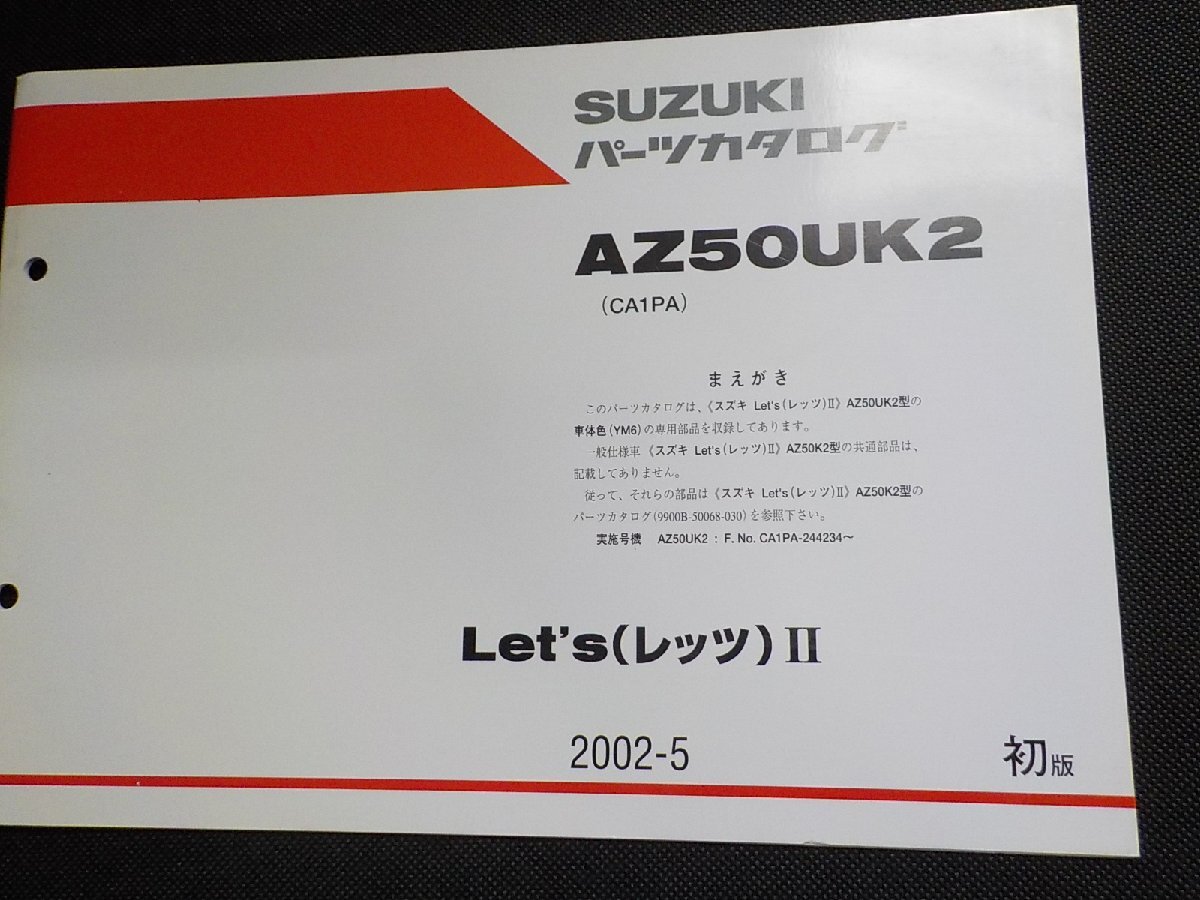 SUZUKI
パーツカタログ
AZ50UK2
(CA1PA)
まえがき
このパーツカタログは、《スズキ Let's(レッツ)II》AZ50UK2型の
車体色(YM6)の専用部品を収録してあります。
一般仕様車《スズキ Let's(レッツ)II》AZ50K2型の共通部品は、
記載してありません。
従って、それらの部品は《スズキ Let's(レッツ)II》AZ50K2型の
パーツカタログ(9900B-50068-030)を参照下さい。
実施号機 AZ50UK2 : F. No. CA1PA-244234〜
Let's(レッツ)II
2002-5
初版